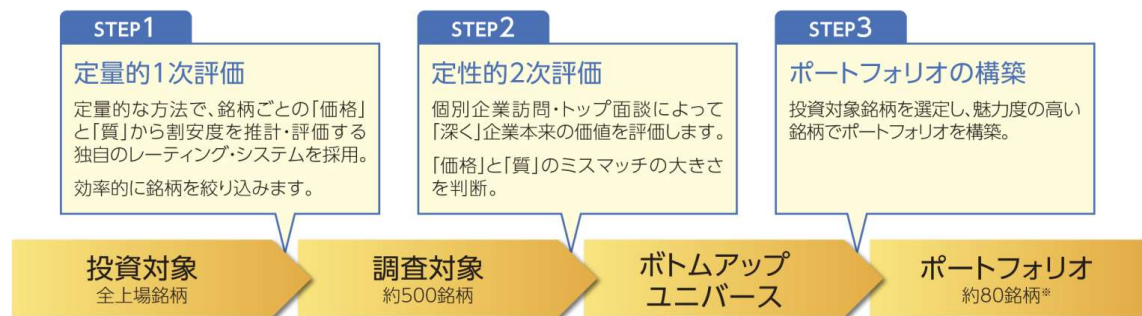 STEP1
定量的1次評価
定量的な方法で、銘柄ごとの「価格」
と「質」から割安度を推計・評価する
独自のレーティング・システムを採用。
効率的に銘柄を絞り込みます。
STEP2
定性的2次評価
個別企業訪問・トップ面談によって
「深く」企業本来の価値を評価します。
「価格」と「質」のミスマッチの大きさ
を判断。
STEP3
ポートフォリオの構築
投資対象銘柄を選定し、魅力度の高い
銘柄でポートフォリオを構築。
投資対象
全上場銘柄
調査対象
約500銘柄
ボトムアップ
ユニバース
ポートフォリオ
約80銘柄※